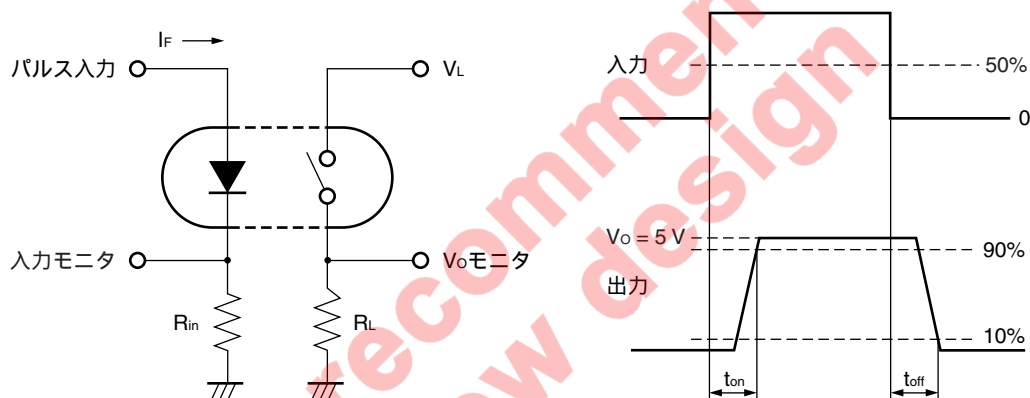 IF
パルス入力
VL
入力モニタ
VOモニタ
Rin
RL
入力
50%
0
VO = 5 V
90%
出力
10%
ton
toff
recommen
ew design